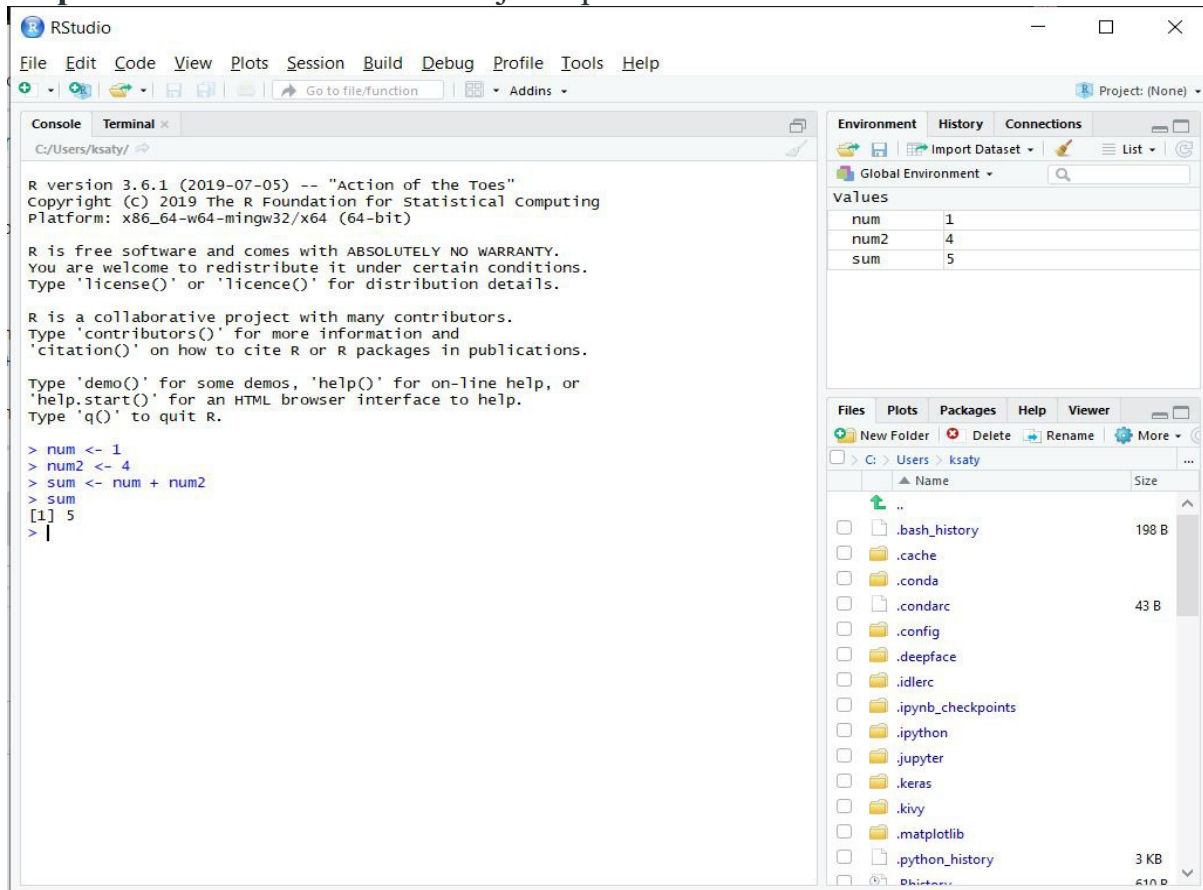 RStudio
File Edit Code View Plots Session Build Debug Profile Tools Help
Go to file/function Addins Project: (None)
Console Terminal
C:/Users/ksaty/
R version 3.6.1 (2019-07-05) -- "Action of the Toes"
Copyright (C) 2019 The R Foundation for Statistical Computing
Platform: x86_64-w64-mingw32/x64 (64-bit)
R is free software and comes with ABSOLUTELY NO WARRANTY.
You are welcome to redistribute it under certain conditions.
Type 'license()' or 'licence()' for distribution details.
R is a collaborative project with many contributors.
Type 'contributors()' for more information and
'citation()' on how to cite R or R packages in publications.
Type 'demo()' for some demos, 'help()' for on-line help, or
'help.start()' for an HTML browser interface to help.
Type 'q()' to quit R.
> num <- 1
> num2 <- 4
> sum <- num + num2
> sum
[1] 5
>
Environment History Connections
Import Dataset List
Global Environment
Values
num 1
num2 4
sum 5
Files Plots Packages Help Viewer
New Folder Delete Rename More
C: > Users > ksaty ...
Name Size
..
.bash_history 198 B
.cache
.conda
.condarc 43 B
.config
.deepface
.idlerc
.ipynb_checkpoints
.ipython
.jupyter
.keras
.kivy
.matplotlib
.python_history 3 KB
.Rhistory 610 B